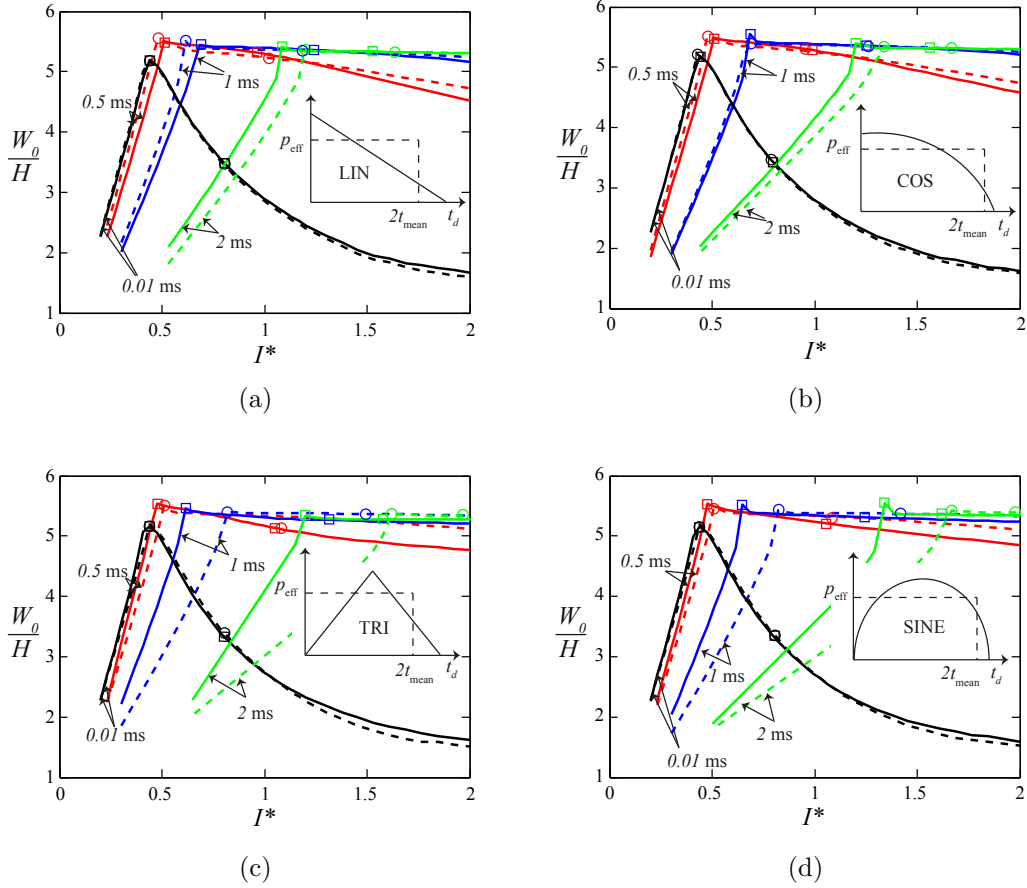 6
5
4
3
2
1
W₀/H
0.5 ms
1 ms
p_eff
LIN
2t_mean
t_d
2 ms
0.01 ms
0
0.5
1
1.5
2
I*
(a)
6
5
4
3
2
1
W₀/H
0.5 ms
1 ms
p_eff
COS
2t_mean
t_d
2 ms
0.01 ms
0
0.5
1
1.5
2
I*
(b)
6
5
4
3
2
1
W₀/H
0.5 ms
1 ms
p_eff
TRI
2t_mean
t_d
2 ms
0.01 ms
0
0.5
1
1.5
2
I*
(c)
6
5
4
3
2
1
W₀/H
0.5 ms
1 ms
p_eff
SINE
2t_mean
t_d
2 ms
0.01 ms
0
0.5
1
1.5
2
I*
(d)